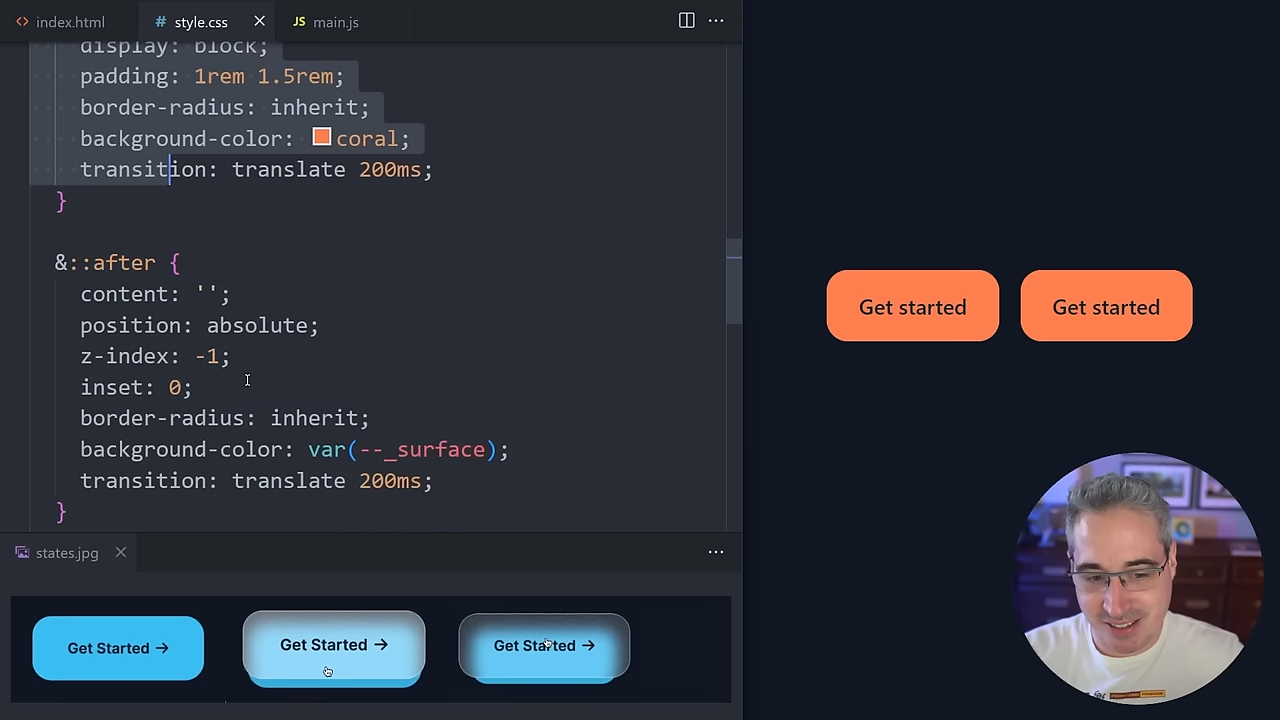 index.html
style.css
main.js
display: block;
padding: 1rem 1.5rem;
border-radius: inherit;
background-color: coral;
transition: translate 200ms;
}
&::after {
content: '';
position: absolute;
z-index: -1;
inset: 0;
border-radius: inherit;
background-color: var(--_surface);
transition: translate 200ms;
}
states.jpg
Get Started →
Get Started →
Get Started →
Get started
Get started